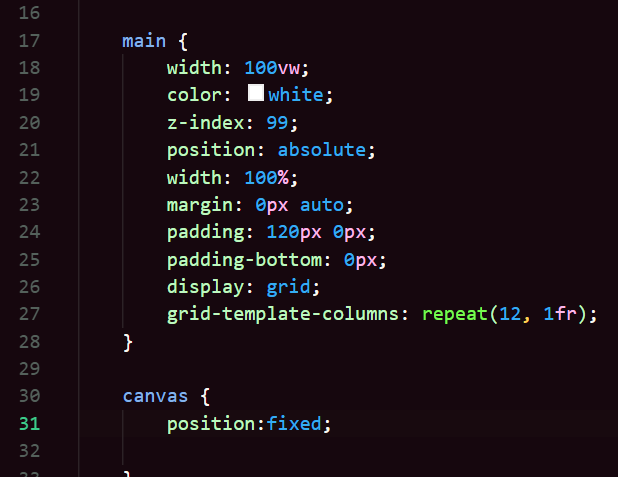 16
17 main {
18 width: 100vw;
19 color: white;
20 z-index: 99;
21 position: absolute;
22 width: 100%;
23 margin: 0px auto;
24 padding: 120px 0px;
25 padding-bottom: 0px;
26 display: grid;
27 grid-template-columns: repeat(12, 1fr);
28 }
29
30 canvas {
31 position:fixed;
32
33 }